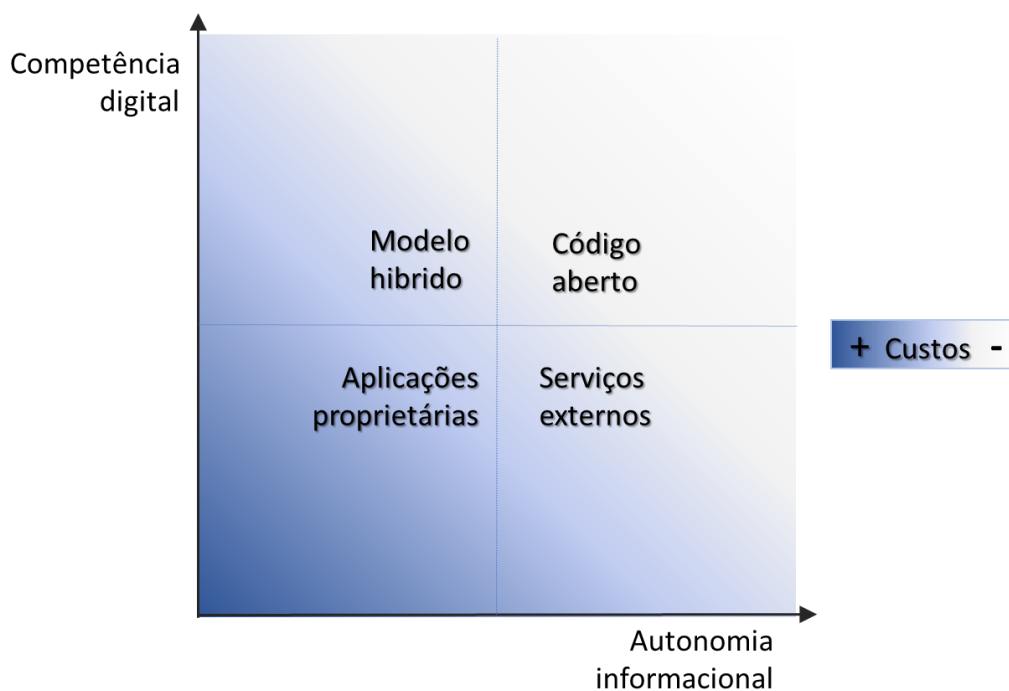 Competência
digital
Modelo
hibrido
Código
aberto
+ Custos -
Aplicações
proprietárias
Serviços
externos
Autonomia
informacional